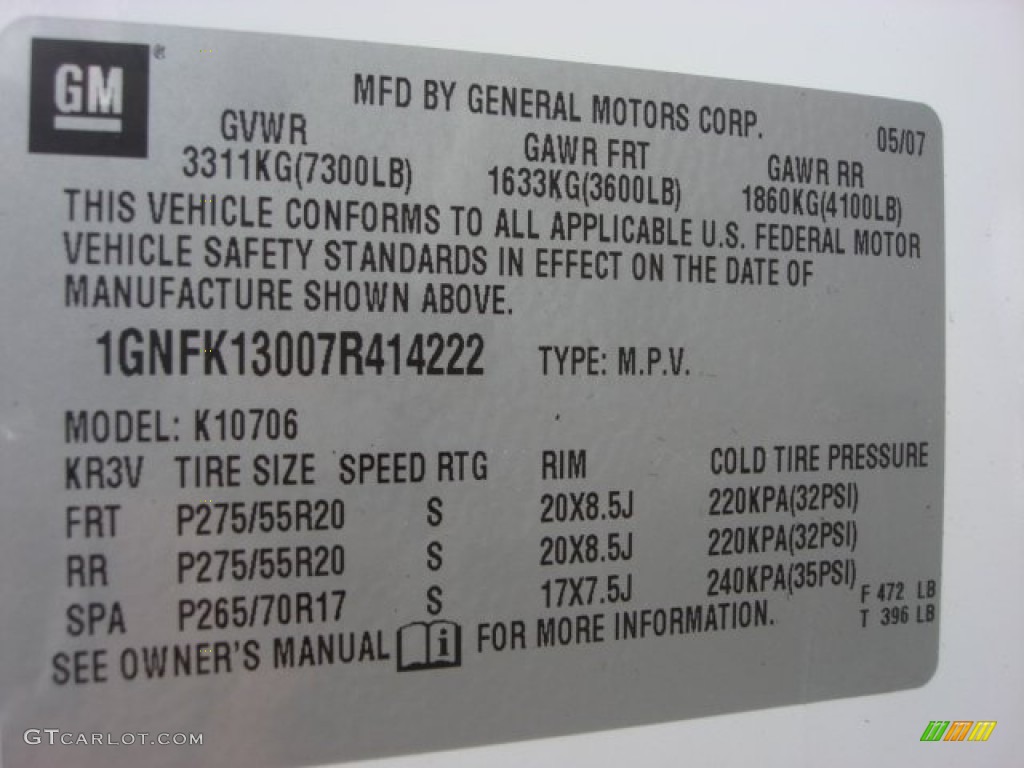 GM ®
MFD BY GENERAL MOTORS CORP.
05/07
GVWR GAWR FRT GAWR RR
3311KG(7300LB) 1633KG(3600LB) 1860KG(4100LB)
THIS VEHICLE CONFORMS TO ALL APPLICABLE U.S. FEDERAL MOTOR
VEHICLE SAFETY STANDARDS IN EFFECT ON THE DATE OF
MANUFACTURE SHOWN ABOVE.
1GNFK13007R414222 TYPE: M.P.V.
MODEL: K10706
KR3V TIRE SIZE SPEED RTG RIM COLD TIRE PRESSURE
FRT P275/55R20 S 20X8.5J 220KPA(32PSI)
RR P275/55R20 S 20X8.5J 220KPA(32PSI)
SPA P265/70R17 S 17X7.5J 240KPA(35PSI)
F 472 LB
T 396 LB
SEE OWNER'S MANUAL i FOR MORE INFORMATION.
GTCARLOT.COM